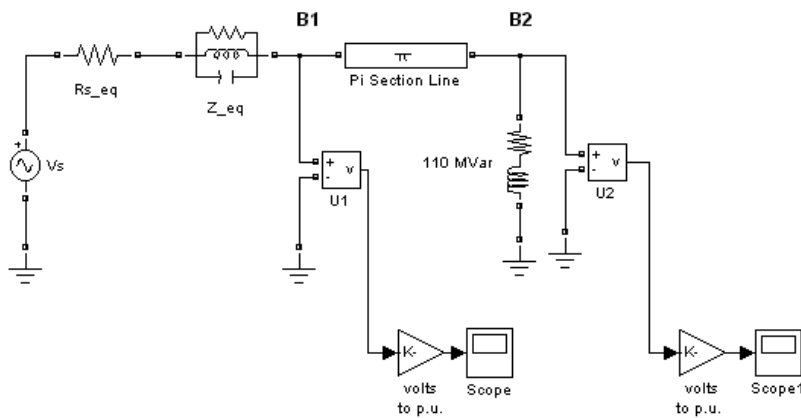 B1
B2
Rs_eq
Z_eq
Pi Section Line
π
+
Vs
+
-
v
U1
110 MVar
+
-
v
U2
K-
volts
to p.u.
Scope
K-
volts
to p.u.
Scope1